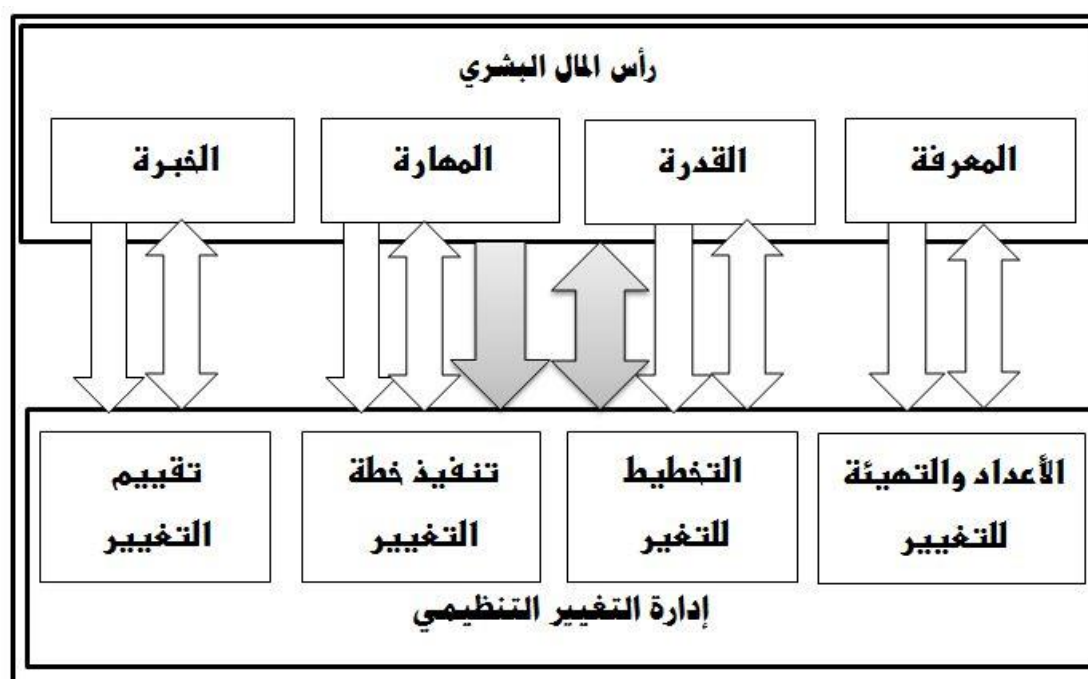 رأس المال البشري
المعرفة
القدرة
المهارة
الخبرة
الأعداد والتهيئة
للتغيير
التخطيط
للتغير
تنفيذ خطة
التغيير
تقييم
التغيير
إدارة التغيير التنظيمي